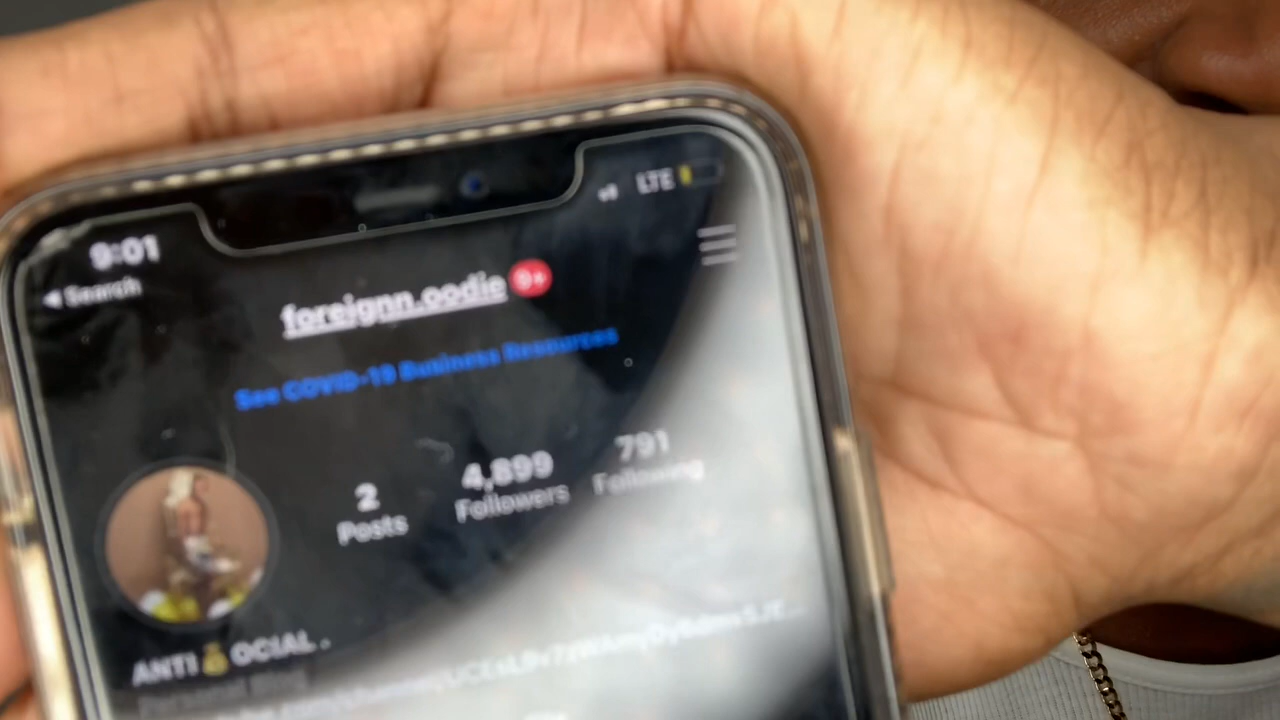 9:01 LTE
◀ Search
foreignn.oodie 9+
See COVID-19 Business Resources
2 4,899 791
Posts Followers Following
ANTI💰OCIAL .